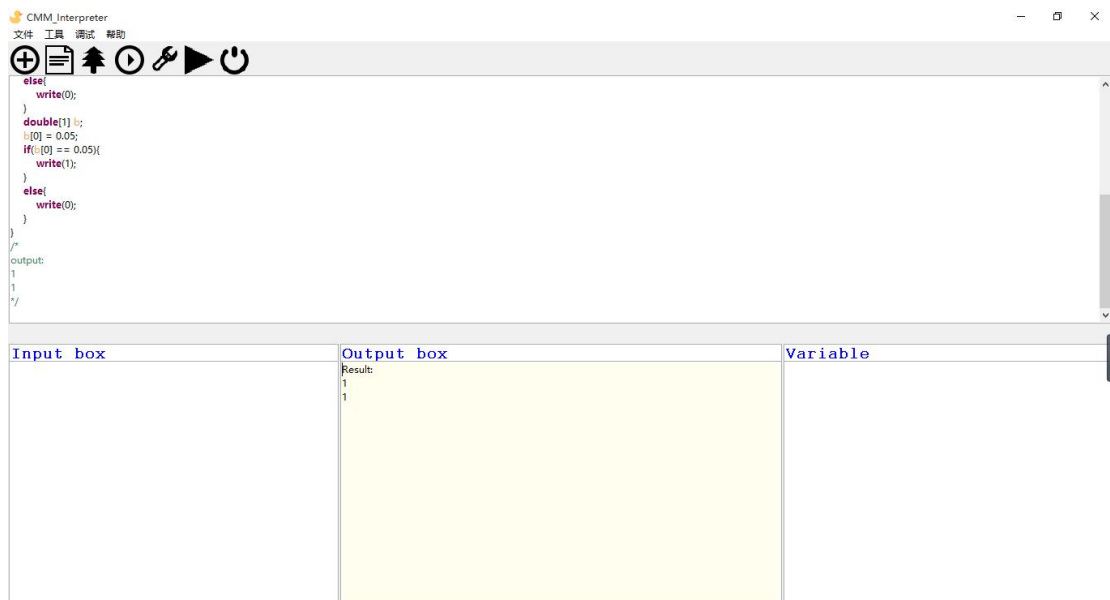 CMM_Interpreter
文件 工具 调试 帮助
else{
write(0);
}
double[1] b;
b[0] = 0.05;
if(b[0] == 0.05){
write(1);
}
else{
write(0);
}
}
/*
output:
1
1
*/
Input box
Output box
Variable
Result:
1
1